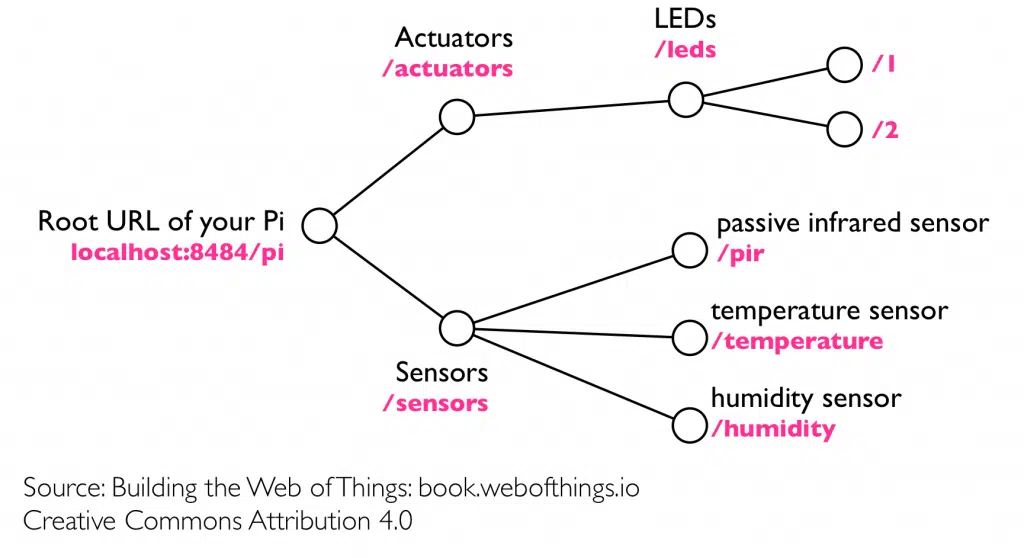 LEDs
/leds
Actuators
/actuators
/1
/2
Root URL of your Pi
localhost:8484/pi
passive infrared sensor
/pir
temperature sensor
/temperature
Sensors
/sensors
humidity sensor
/humidity
Source: Building the Web of Things: book.webofthings.io
Creative Commons Attribution 4.0